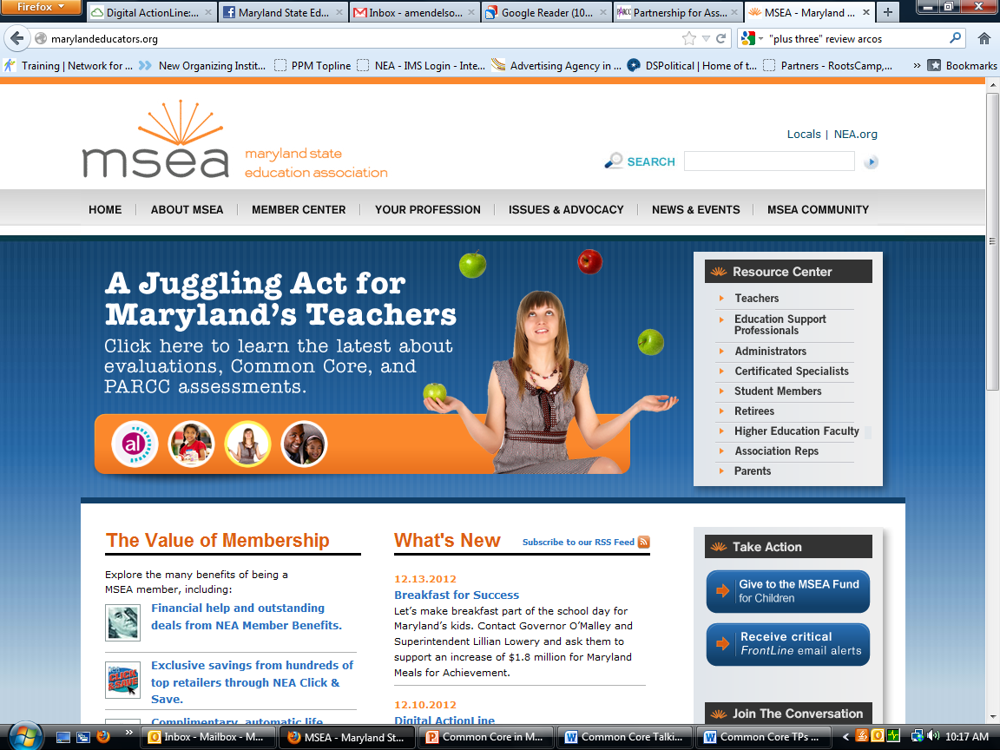 Firefox
Digital ActionLine:...
Maryland State Ed...
Inbox - amendelso...
Google Reader (10...
Partnership for Ass...
MSEA - Maryland ...
marylandeducators.org
"plus three" review arcos
Training | Network for ...
New Organizing Instit...
PPM Topline
NEA - IMS Login - Inte...
Advertising Agency in ...
DSPolitical | Home of t...
Partners - RootsCamp,...
Bookmarks
Locals | NEA.org
msea
maryland state
education association
SEARCH
HOME
ABOUT MSEA
MEMBER CENTER
YOUR PROFESSION
ISSUES & ADVOCACY
NEWS & EVENTS
MSEA COMMUNITY
A Juggling Act for
Maryland's Teachers
Click here to learn the latest about
evaluations, Common Core, and
PARCC assessments.
al
Resource Center
Teachers
Education Support
Professionals
Administrators
Certificated Specialists
Student Members
Retirees
Higher Education Faculty
Association Reps
Parents
The Value of Membership
Explore the many benefits of being a
MSEA member, including:
Financial help and outstanding
deals from NEA Member Benefits.
CLICK
&SAVE
Exclusive savings from hundreds of
top retailers through NEA Click &
Save.
Complimentary, automatic life
What's New
Subscribe to our RSS Feed
12.13.2012
Breakfast for Success
Let's make breakfast part of the school day for
Maryland's kids. Contact Governor O'Malley and
Superintendent Lillian Lowery and ask them to
support an increase of $1.8 million for Maryland
Meals for Achievement.
12.10.2012
Digital ActionLine
Take Action
Give to the MSEA Fund
for Children
Receive critical
FrontLine email alerts
Join The Conversation
Inbox - Mailbox - M...
MSEA - Maryland St...
Common Core in M...
Common Core Talki...
Common Core TPs ...
10:17 AM